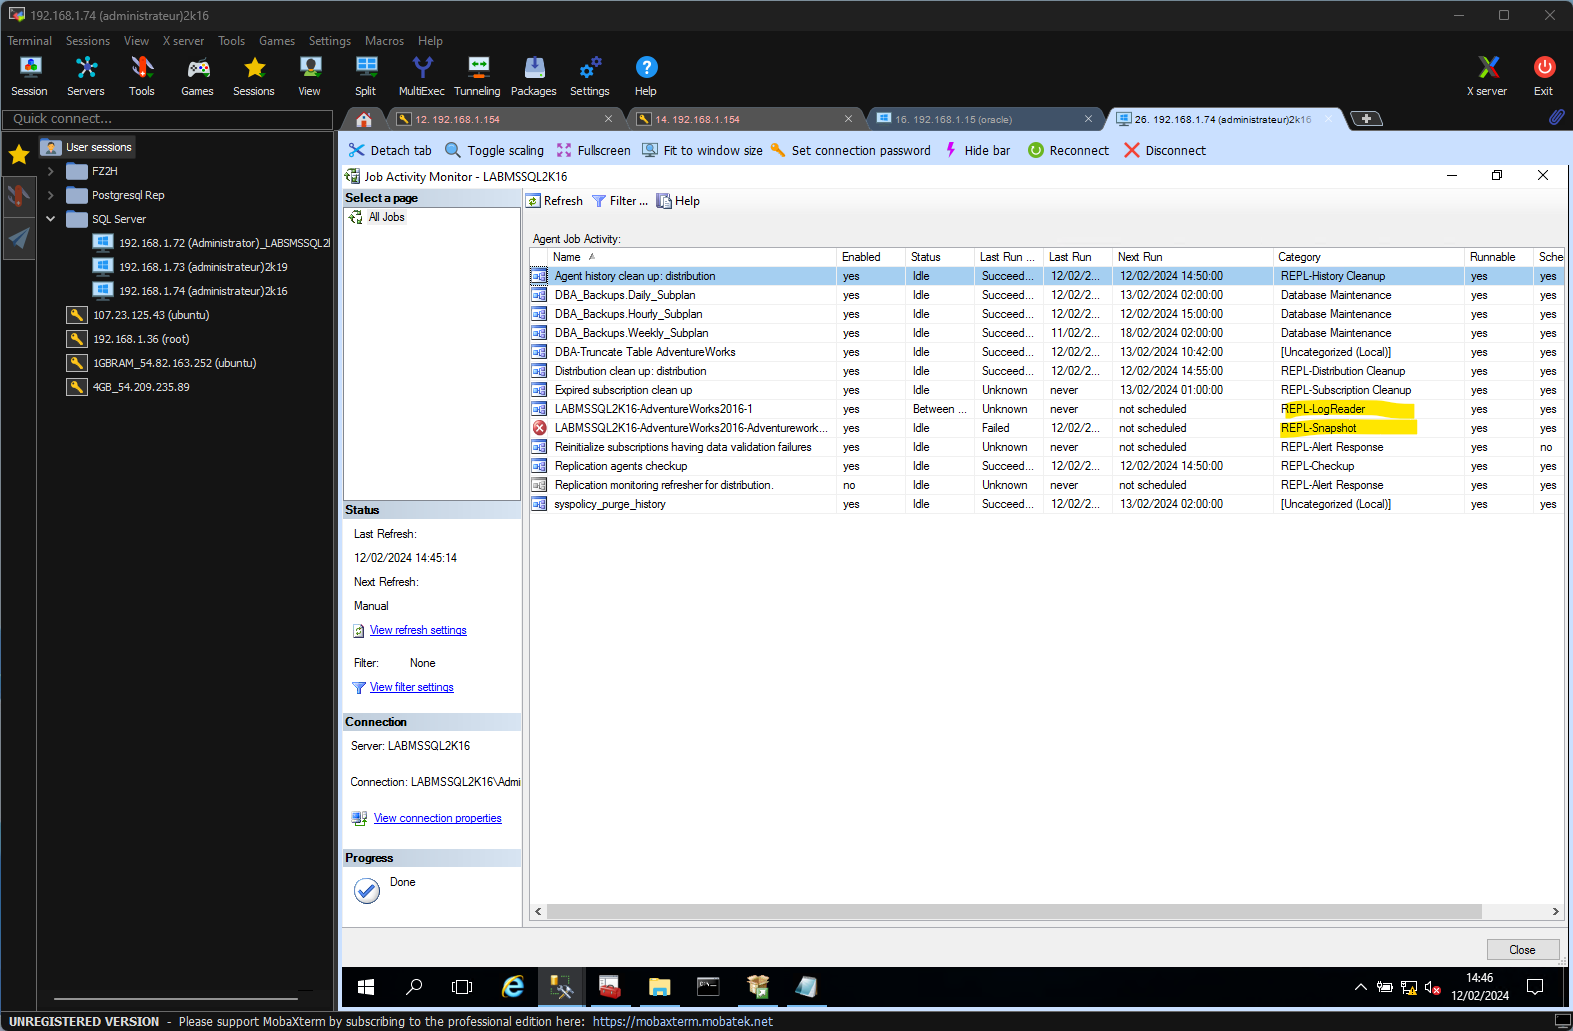 192.168.1.74 (administrateur)2k16
Terminal Sessions View X server Tools Games Settings Macros Help
Session Servers Tools Games Sessions View Split MultiExec Tunneling Packages Settings Help X server Exit
Quick connect...
12. 192.168.1.154
14. 192.168.1.154
16. 192.168.1.15 (oracle)
26. 192.168.1.74 (administrateur)2k16
User sessions
FZ2H
Postgresql Rep
SQL Server
192.168.1.72 (Administrator)_LABSMSSQL2
192.168.1.73 (administrateur)2k19
192.168.1.74 (administrateur)2k16
107.23.125.43 (ubuntu)
192.168.1.36 (root)
1GBRAM_54.82.163.252 (ubuntu)
4GB_54.209.235.89
Detach tab Toggle scaling Fullscreen Fit to window size Set connection password Hide bar Reconnect Disconnect
Job Activity Monitor - LABMSSQL2K16
Select a page
All Jobs
Refresh Filter ... Help
Agent Job Activity:
Name Enabled Status Last Run ... Last Run Next Run Category Runnable Sche
Agent history clean up: distribution yes Idle Succeed... 12/02/2... 12/02/2024 14:50:00 REPL-History Cleanup yes yes
DBA_Backups.Daily_Subplan yes Idle Succeed... 12/02/2... 13/02/2024 02:00:00 Database Maintenance yes yes
DBA_Backups.Hourly_Subplan yes Idle Succeed... 12/02/2... 12/02/2024 15:00:00 Database Maintenance yes yes
DBA_Backups.Weekly_Subplan yes Idle Succeed... 11/02/2... 18/02/2024 02:00:00 Database Maintenance yes yes
DBA-Truncate Table AdventureWorks yes Idle Succeed... 12/02/2... 13/02/2024 10:42:00 [Uncategorized (Local)] yes yes
Distribution clean up: distribution yes Idle Succeed... 12/02/2... 12/02/2024 14:55:00 REPL-Distribution Cleanup yes yes
Expired subscription clean up yes Idle Unknown never 13/02/2024 01:00:00 REPL-Subscription Cleanup yes yes
LABMSSQL2K16-AdventureWorks2016-1 yes Between ... Unknown never not scheduled REPL-LogReader yes yes
LABMSSQL2K16-AdventureWorks2016-Adventurework... yes Idle Failed 12/02/2... not scheduled REPL-Snapshot yes yes
Reinitialize subscriptions having data validation failures yes Idle Unknown never not scheduled REPL-Alert Response yes no
Replication agents checkup yes Idle Succeed... 12/02/2... 12/02/2024 14:50:00 REPL-Checkup yes yes
Replication monitoring refresher for distribution. no Idle Unknown never not scheduled REPL-Alert Response yes yes
syspolicy_purge_history yes Idle Succeed... 12/02/2... 13/02/2024 02:00:00 [Uncategorized (Local)] yes yes
Status
Last Refresh:
12/02/2024 14:45:14
Next Refresh:
Manual
View refresh settings
Filter: None
View filter settings
Connection
Server: LABMSSQL2K16
Connection: LABMSSQL2K16\Admi
View connection properties
Progress
Done
Close
14:46
12/02/2024
UNREGISTERED VERSION - Please support MobaXterm by subscribing to the professional edition here: https://mobaxterm.mobatek.net